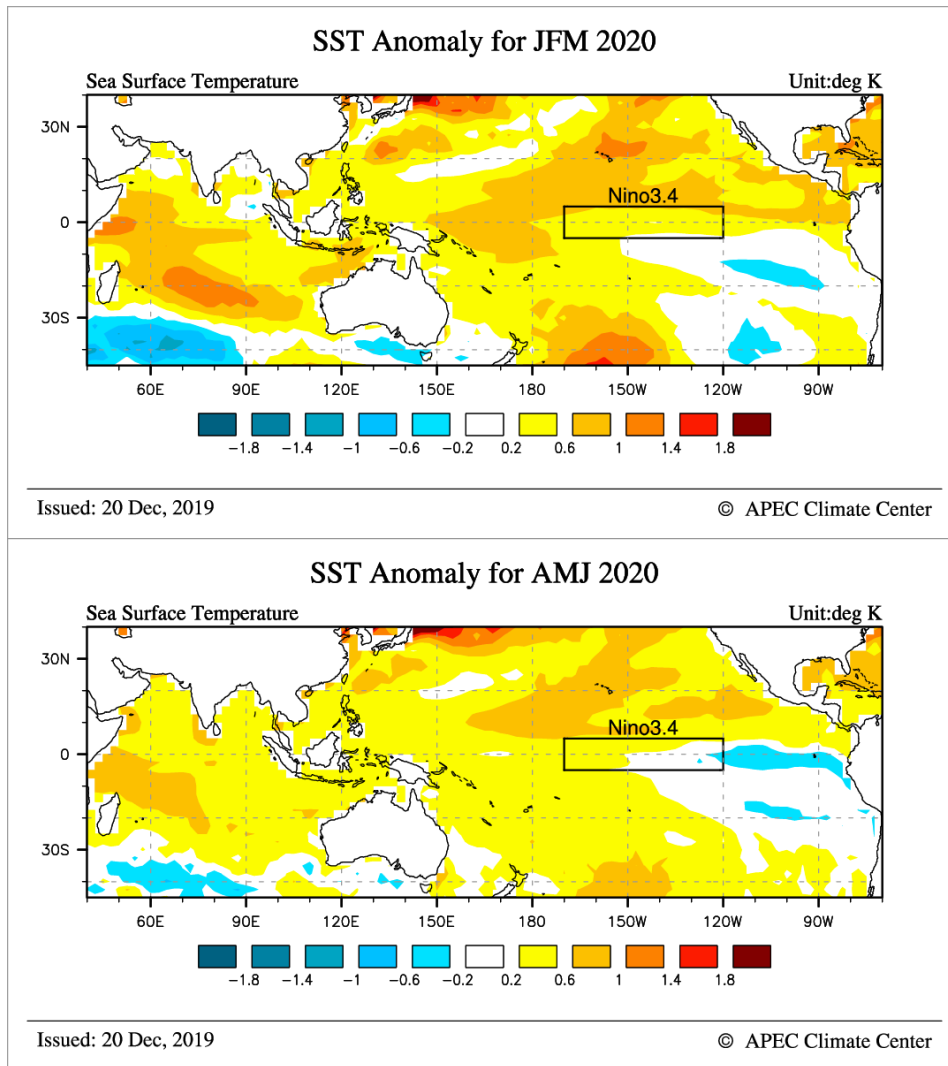 SST Anomaly for JFM 2020
Sea Surface Temperature Unit:deg K
30N
Nino3.4
0
30S
60E 90E 120E 150E 180 150W 120W 90W
−1.8 −1.4 −1 −0.6 −0.2 0.2 0.6 1 1.4 1.8
Issued: 20 Dec, 2019 © APEC Climate Center
SST Anomaly for AMJ 2020
Sea Surface Temperature Unit:deg K
30N
Nino3.4
0
30S
60E 90E 120E 150E 180 150W 120W 90W
−1.8 −1.4 −1 −0.6 −0.2 0.2 0.6 1 1.4 1.8
Issued: 20 Dec, 2019 © APEC Climate Center